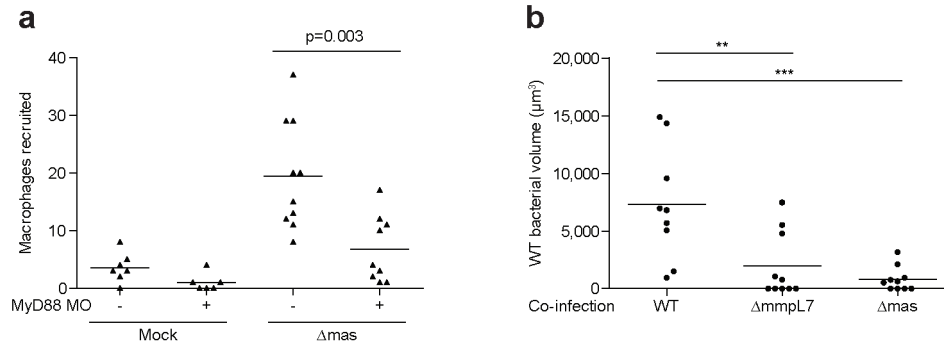 a
p=0.003
40
30
20
10
0
Macrophages recruited
MyD88 MO - + - +
Mock Δmas
b
**
***
20,000
15,000
10,000
5,000
0
WT bacterial volume (µm³)
Co-infection WT ΔmmpL7 Δmas